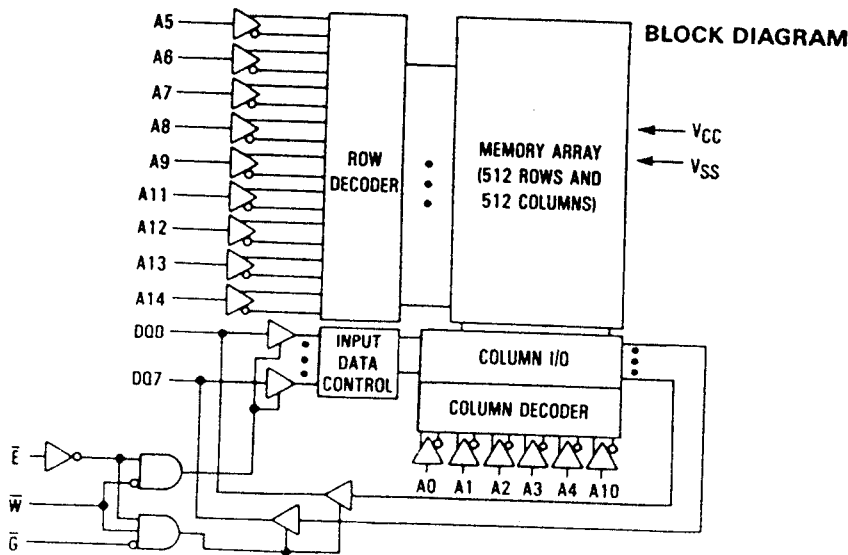 BLOCK DIAGRAM
A5
A6
A7
A8
A9
A11
A12
A13
A14
ROW
DECODER
MEMORY ARRAY
(512 ROWS AND
512 COLUMNS)
VCC
VSS
DQ0
DQ7
INPUT
DATA
CONTROL
COLUMN I/O
COLUMN DECODER
A0 A1 A2 A3 A4 A10
E̅
W̅
G̅